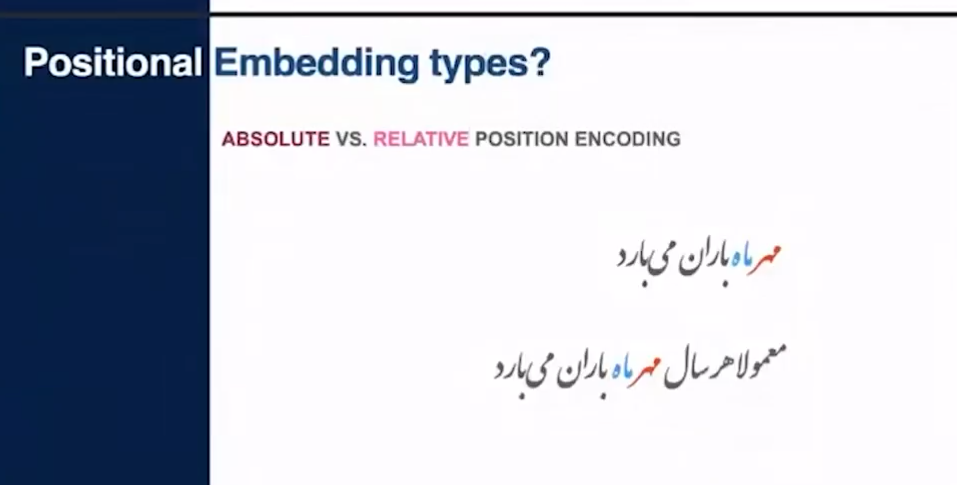 Positional Embedding types?
ABSOLUTE VS. RELATIVE POSITION ENCODING
مهر ماه باران می‌بارد
معمولا هر سال مهر ماه باران می‌بارد